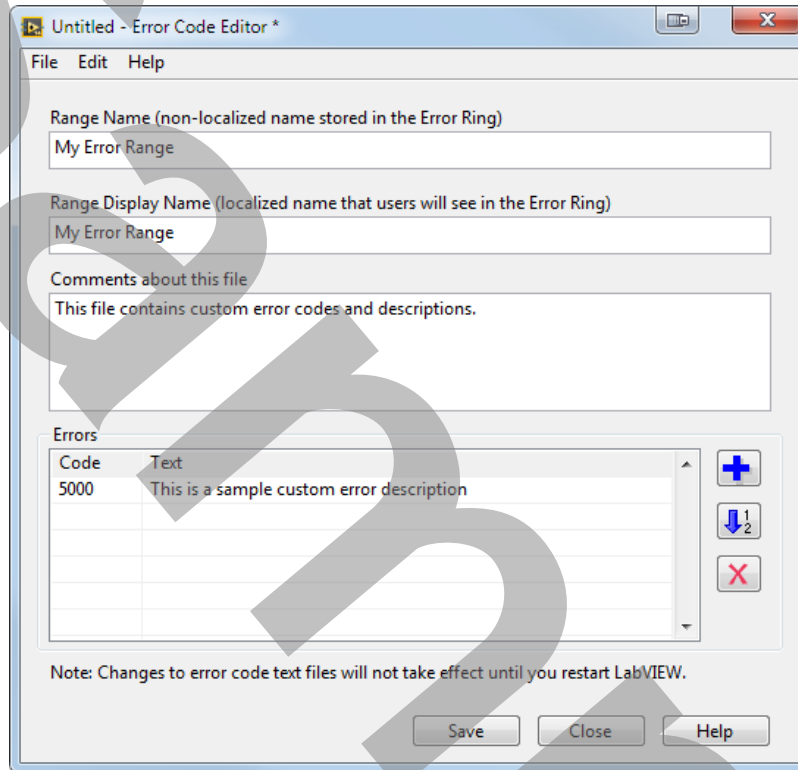 Untitled - Error Code Editor *
File Edit Help
Range Name (non-localized name stored in the Error Ring)
My Error Range
Range Display Name (localized name that users will see in the Error Ring)
My Error Range
Comments about this file
This file contains custom error codes and descriptions.
Errors
Code Text
5000 This is a sample custom error description
1
2
Note: Changes to error code text files will not take effect until you restart LabVIEW.
Save Close Help